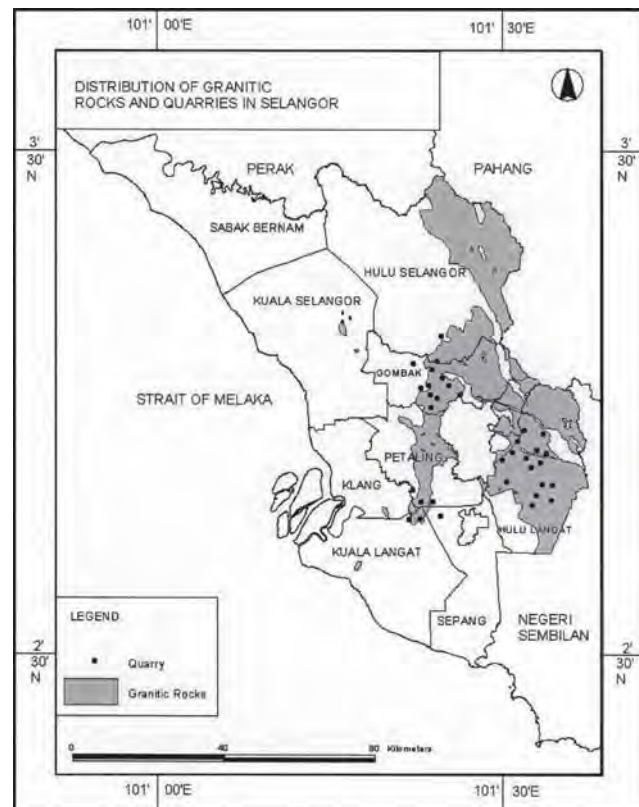 101° 00'E
101° 30'E
DISTRIBUTION OF GRANITIC
ROCKS AND QUARRIES IN SELANGOR
3°
30'
N
3°
30'
N
PERAK
PAHANG
SABAK BERNAM
HULU SELANGOR
KUALA SELANGOR
GOMBAK
STRAIT OF MELAKA
PETALING
KLANG
HULU LANGAT
KUALA LANGAT
SEPANG
NEGERI
SEMBILAN
LEGEND
Quarry
Granitic Rocks
2°
30'
N
2°
30'
N
0 40 80 Kilometers
101° 00'E
101° 30'E